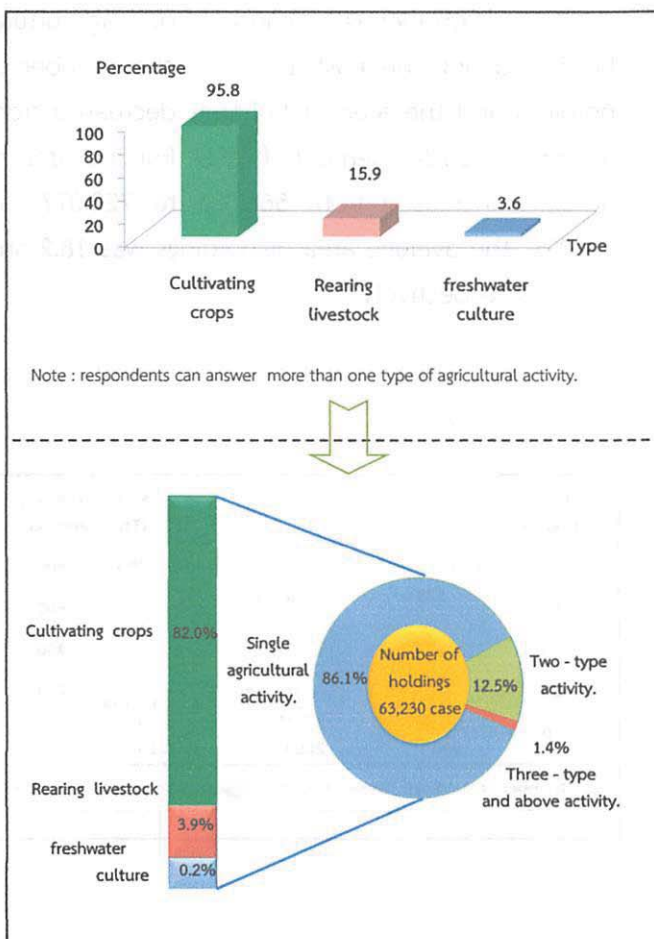 Percentage
95.8
100
80
60
40
20
0
15.9
3.6
Type
Cultivating
crops
Rearing
livestock
freshwater
culture
Note : respondents can answer more than one type of agricultural activity.
Cultivating crops
82.0%
Rearing livestock
3.9%
freshwater
culture
0.2%
Single
agricultural
activity.
86.1%
Number of
holdings
63,230 case
12.5%
Two - type
activity.
1.4%
Three - type
and above activity.